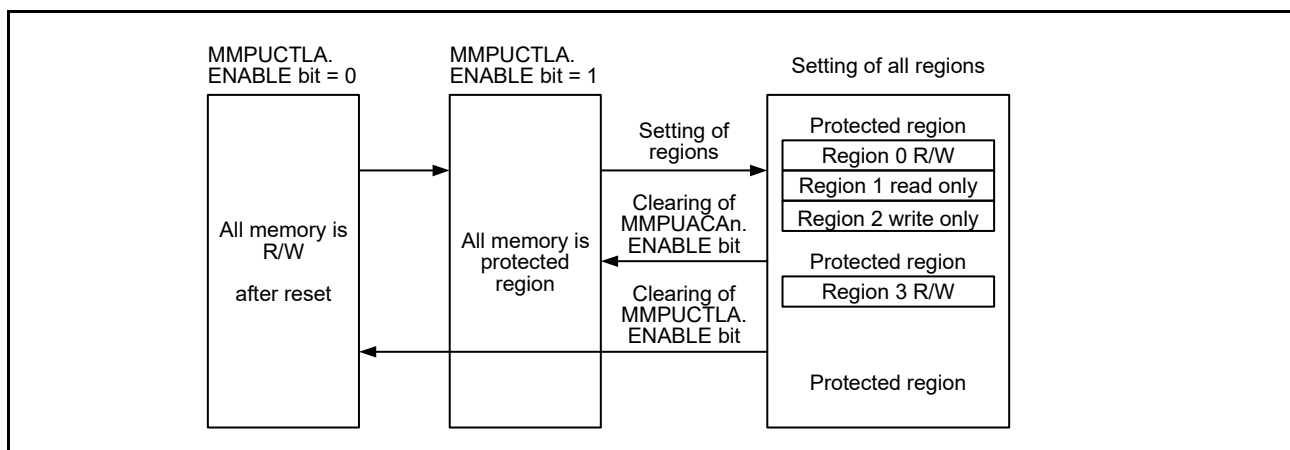 MMPUCTLA.
ENABLE bit = 0
MMPUCTLA.
ENABLE bit = 1
Setting of all regions
All memory is
R/W
after reset
All memory is
protected
region
Setting of
regions
Clearing of
MMPUACAn.
ENABLE bit
Clearing of
MMPUCTLA.
ENABLE bit
Protected region
Region 0 R/W
Region 1 read only
Region 2 write only
Protected region
Region 3 R/W
Protected region